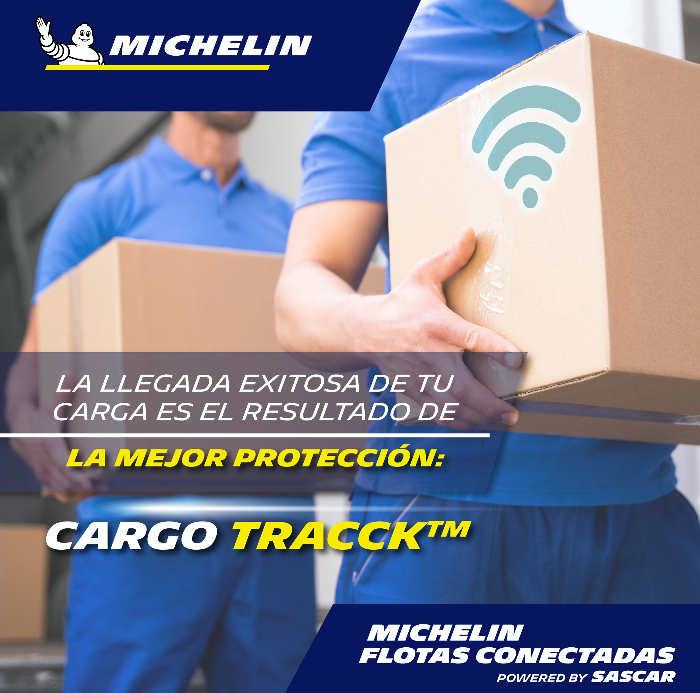 MICHELIN
LA LLEGADA EXITOSA DE TU
CARGA ES EL RESULTADO DE
LA MEJOR PROTECCIÓN:
CARGO TRACCK™
MICHELIN
FLOTAS CONECTADAS
POWERED BY SASCAR